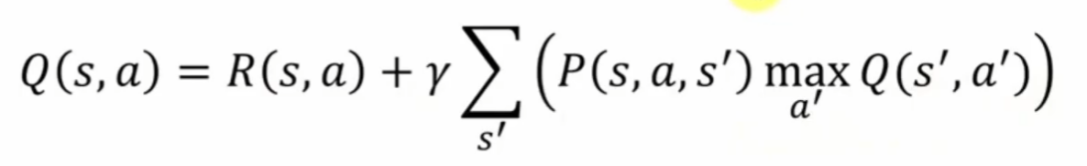 Q(s, a) = R(s, a) + γ ∑_{s′} (P(s, a, s′) max_{a′} Q(s′, a′))